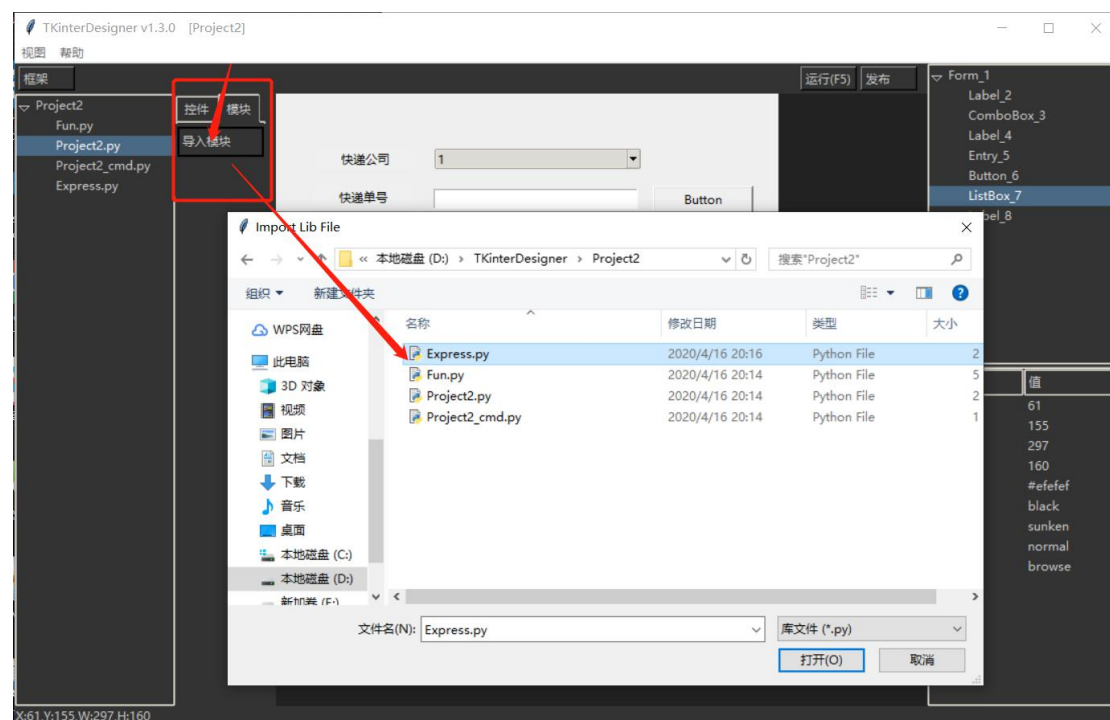 TKinterDesigner v1.3.0 [Project2]
视图 帮助
框架
运行(F5) 发布
Project2
Fun.py
Project2.py
Project2_cmd.py
Express.py
控件 模块
导入模块
快递公司 1
快递单号 Button
Form_1
Label_2
ComboBox_3
Label_4
Entry_5
Button_6
ListBox_7
bel_8
Import Lib File
« 本地磁盘 (D:) › TKinterDesigner › Project2
搜索"Project2"
组织 新建文件夹
名称 修改日期 类型 大小
WPS网盘
此电脑
3D 对象
视频
图片
文档
下载
音乐
桌面
本地磁盘 (C:)
本地磁盘 (D:)
新加卷 (E:)
Express.py 2020/4/16 20:16 Python File 2
Fun.py 2020/4/16 20:14 Python File 5
Project2.py 2020/4/16 20:14 Python File 2
Project2_cmd.py 2020/4/16 20:14 Python File 1
文件名(N): Express.py
库文件 (*.py)
打开(O) 取消
值
61
155
297
160
#efefef
black
sunken
normal
browse
X:61,Y:155,W:297,H:160